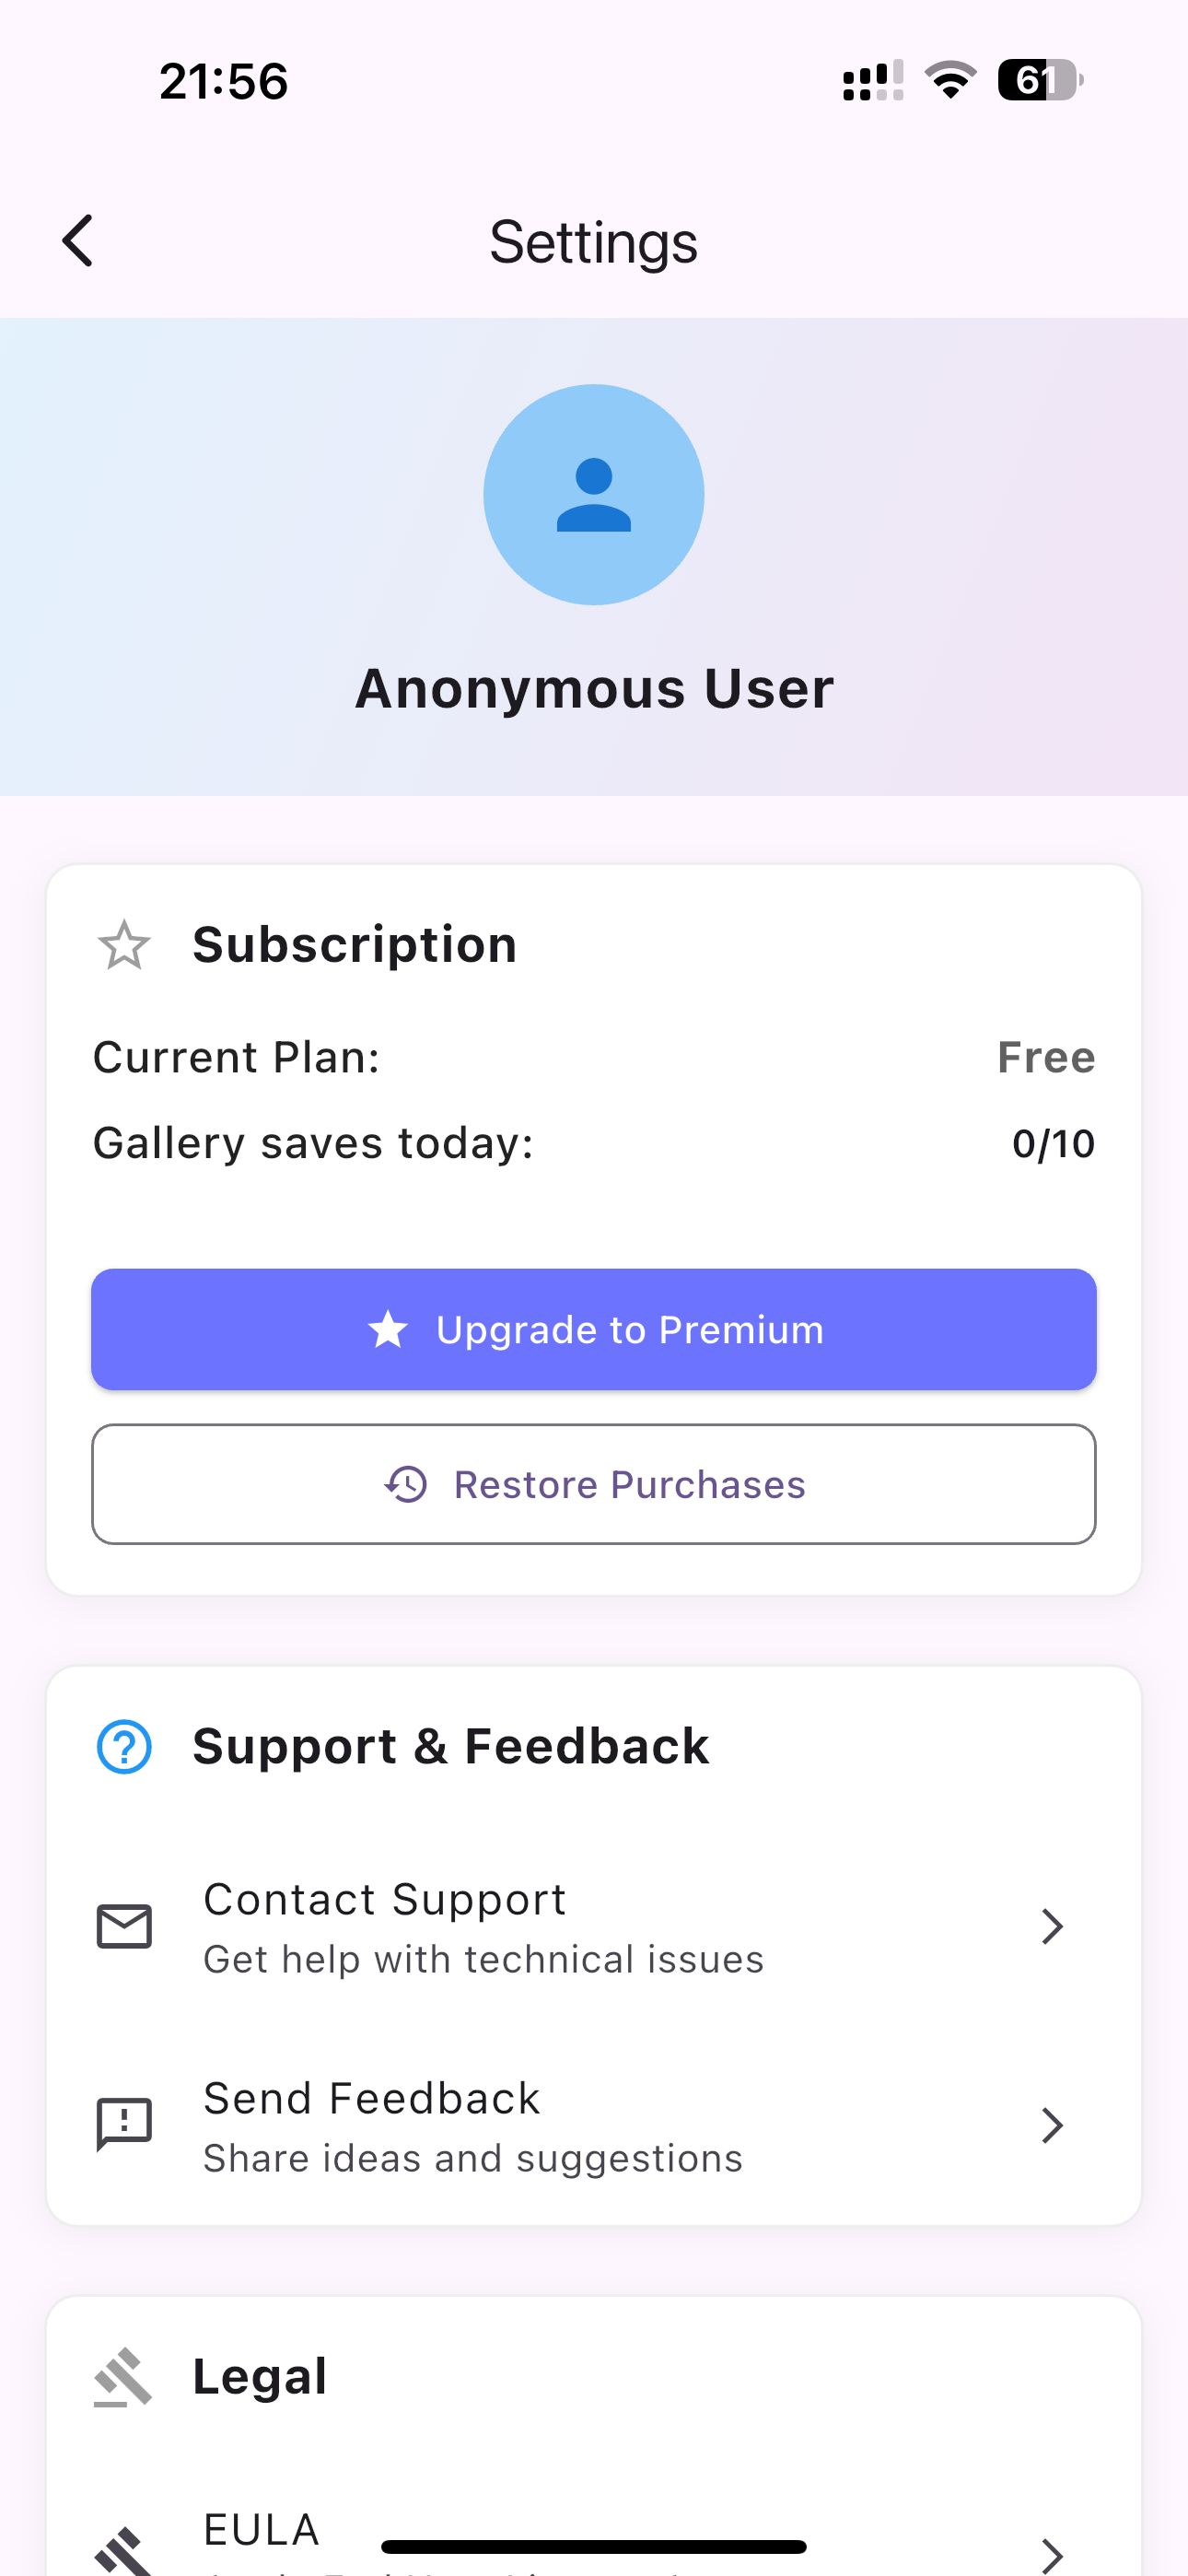 21:56
61
Settings
Anonymous User
Subscription
Current Plan: Free
Gallery saves today: 0/10
Upgrade to Premium
Restore Purchases
Support & Feedback
Contact Support
Get help with technical issues
Send Feedback
Share ideas and suggestions
Legal
EULA